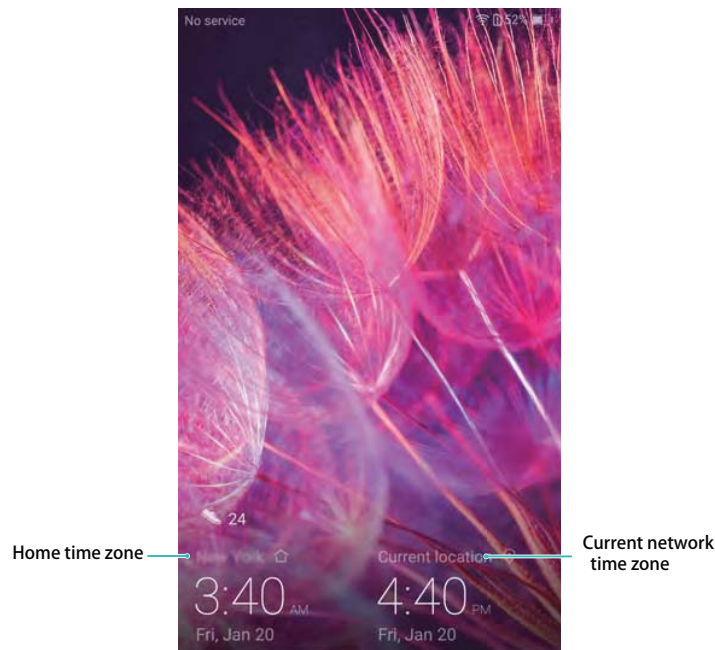 No service
52%
24
Home time zone
New York
Current location
Current network
time zone
3:40 AM
4:40 PM
Fri, Jan 20
Fri, Jan 20